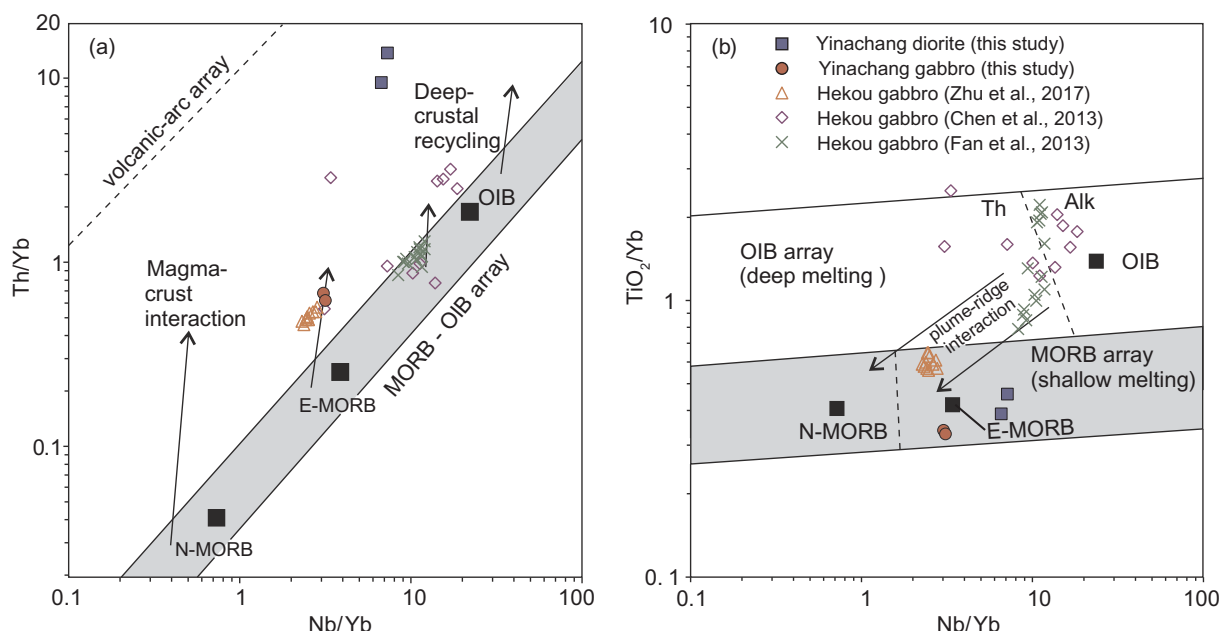 (a)
20
10
1
0.1
Th/Yb
volcanic-arc array
Deep-
crustal
recycling
OIB
Magma-
crust
interaction
MORB - OIB array
E-MORB
N-MORB
0.1
1
10
100
Nb/Yb
(b)
10
1
0.1
TiO2/Yb
Yinachang diorite (this study)
Yinachang gabbro (this study)
Hekou gabbro (Zhu et al., 2017)
Hekou gabbro (Chen et al., 2013)
Hekou gabbro (Fan et al., 2013)
Th
Alk
OIB array
(deep melting )
OIB
plume-ridge
interaction
MORB array
(shallow melting)
N-MORB
E-MORB
0.1
1
10
100
Nb/Yb